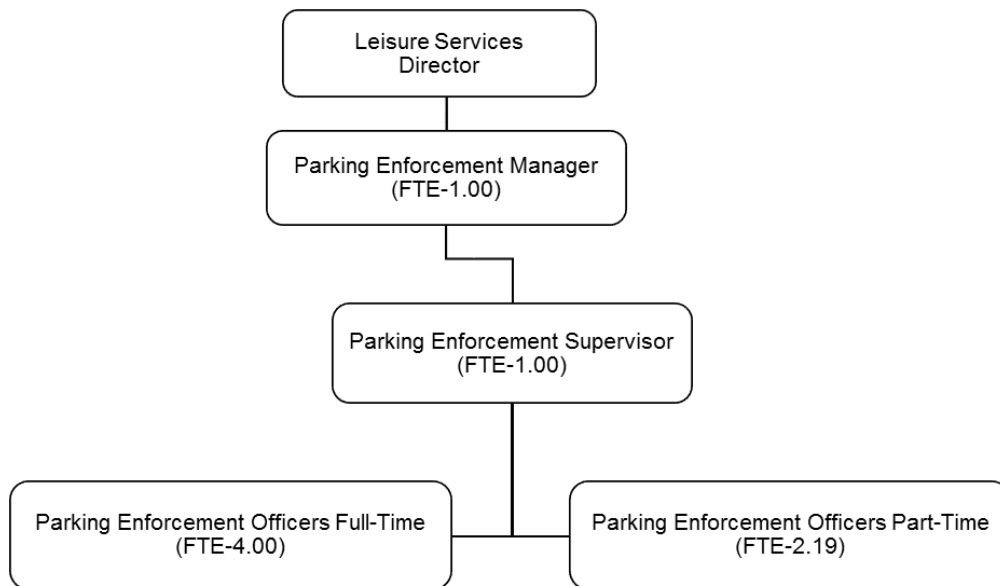 Leisure Services
Director
Parking Enforcement Manager
(FTE-1.00)
Parking Enforcement Supervisor
(FTE-1.00)
Parking Enforcement Officers Full-Time
(FTE-4.00)
Parking Enforcement Officers Part-Time
(FTE-2.19)